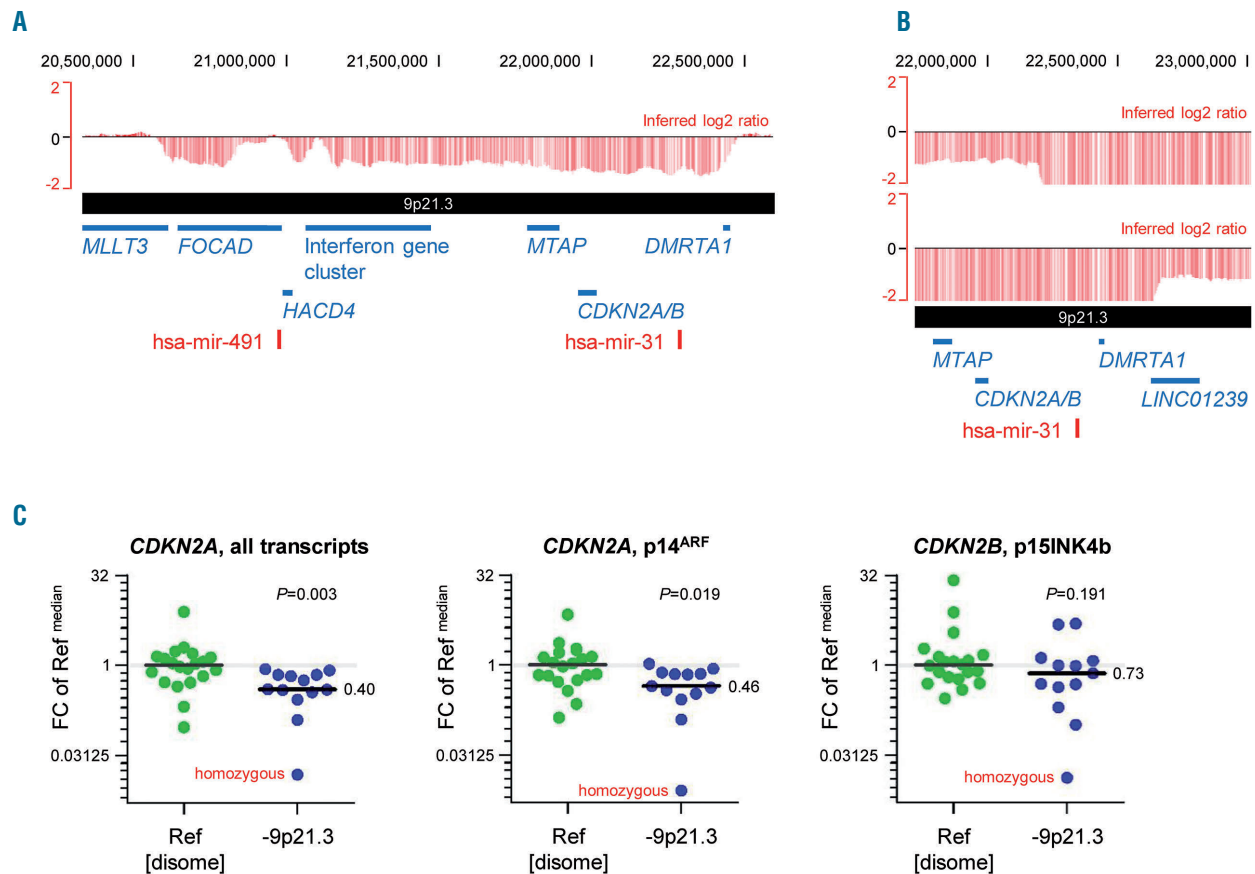 A
20,500,000 21,000,000 21,500,000 22,000,000 22,500,000
2
Inferred log2 ratio
0
-2
9p21.3
MLLT3 FOCAD Interferon gene MTAP DMRTA1
cluster
HACD4 CDKN2A/B
hsa-mir-491 hsa-mir-31
B
22,000,000 22,500,000 23,000,000
2
Inferred log2 ratio
0
-2
2
Inferred log2 ratio
0
-2
9p21.3
MTAP DMRTA1
CDKN2A/B LINC01239
hsa-mir-31
C
CDKN2A, all transcripts
FC of Ref median
32
1
0.03125
P=0.003
0.40
homozygous
Ref -9p21.3
[disome]
CDKN2A, p14ARF
FC of Ref median
32
1
0.03125
P=0.019
0.46
homozygous
Ref -9p21.3
[disome]
CDKN2B, p15INK4b
FC of Ref median
32
1
0.03125
P=0.191
0.73
homozygous
Ref -9p21.3
[disome]